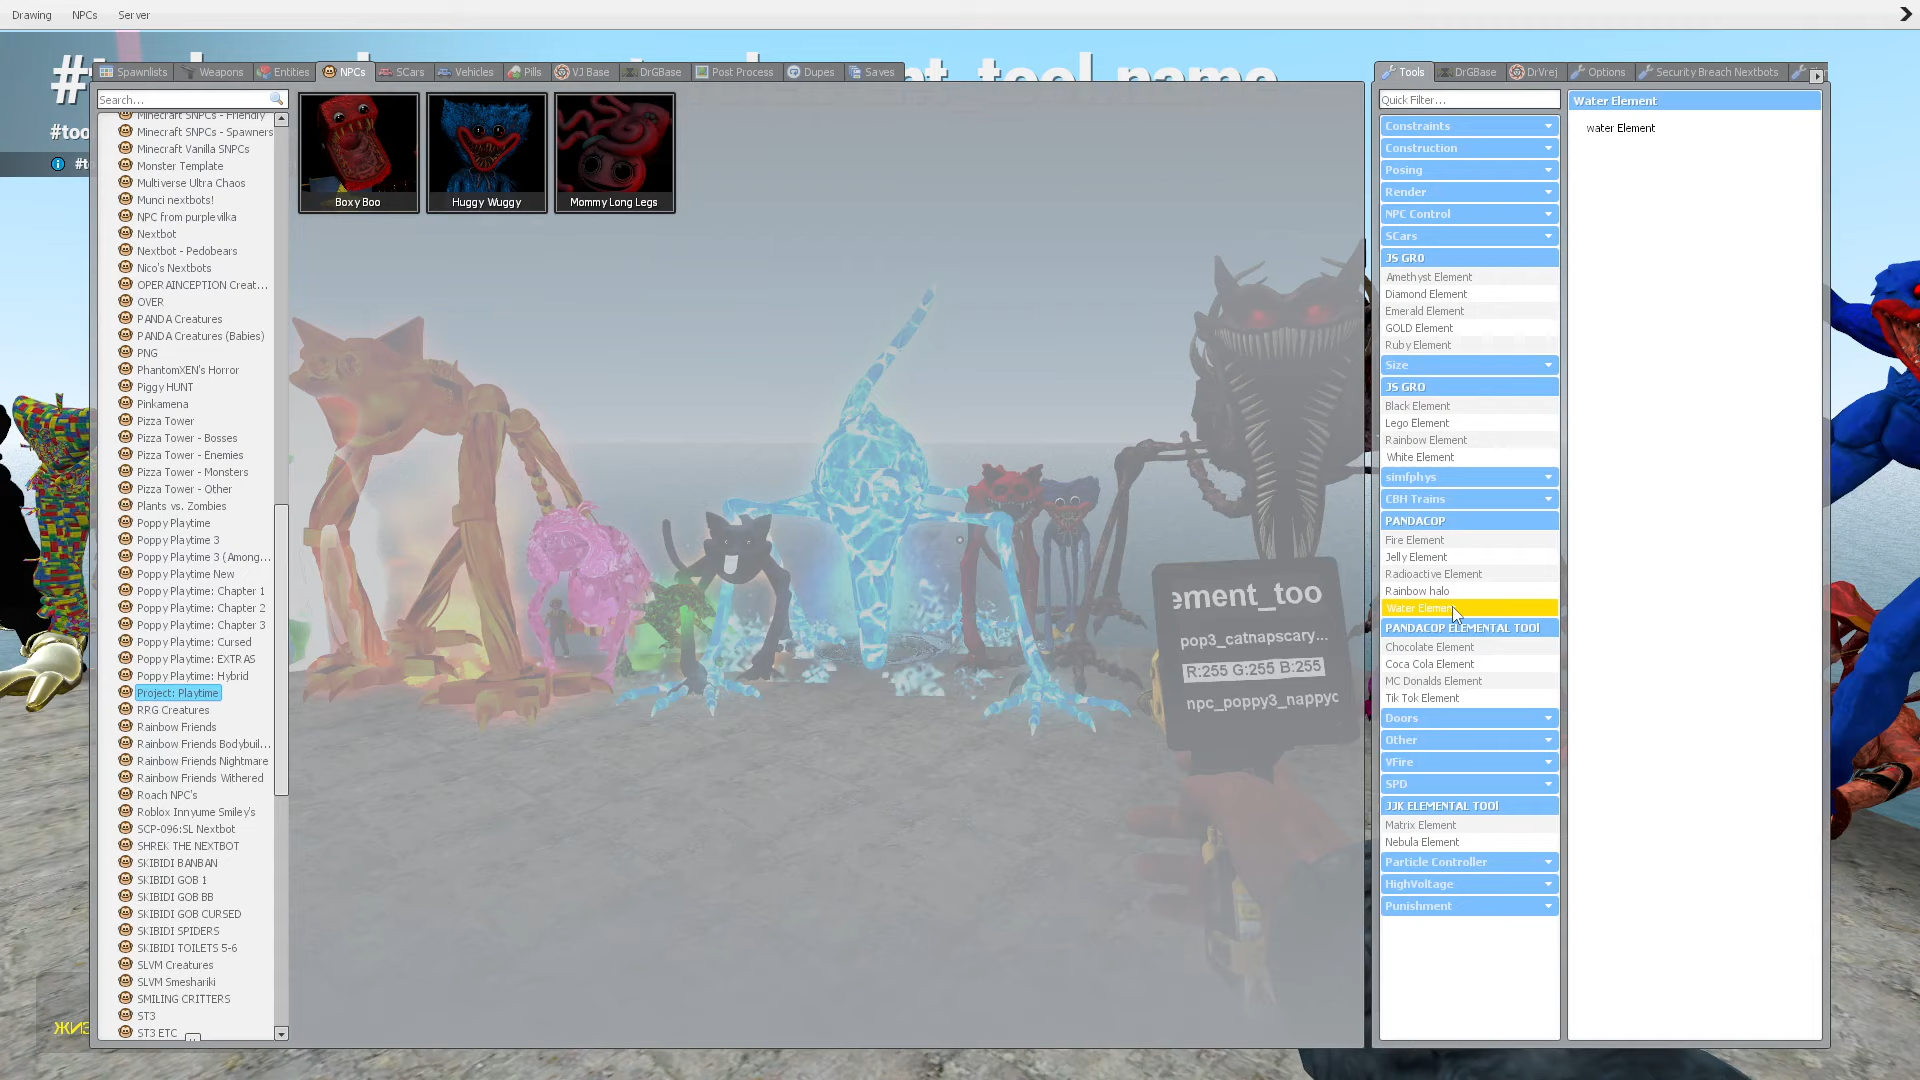 Drawing NPCs Server
Spawnlists Weapons Entities NPCs SCars Vehicles Pills VJ Base DrGBase Post Process Dupes Saves
Tools DrGBase DrVrej Options Security Breach Nextbots
Search...
Minecraft SNPCs - Friendly
Minecraft SNPCs - Spawners
Minecraft Vanilla SNPCs
Monster Template
Multiverse Ultra Chaos
Munci nextbots!
NPC from purplevilka
Nextbot
Nextbot - Pedobears
Nico's Nextbots
OPERAINCEPTION Creat...
OVER
PANDA Creatures
PANDA Creatures (Babies)
PNG
PhantomXEN's Horror
Piggy HUNT
Pinkamena
Pizza Tower
Pizza Tower - Bosses
Pizza Tower - Enemies
Pizza Tower - Monsters
Pizza Tower - Other
Plants vs. Zombies
Poppy Playtime
Poppy Playtime 3
Poppy Playtime 3 (Among...
Poppy Playtime New
Poppy Playtime: Chapter 1
Poppy Playtime: Chapter 2
Poppy Playtime: Chapter 3
Poppy Playtime: Cursed
Poppy Playtime: EXTRAS
Poppy Playtime: Hybrid
Project: Playtime
RRG Creatures
Rainbow Friends
Rainbow Friends Bodybuil...
Rainbow Friends Nightmare
Rainbow Friends Withered
Roach NPC's
Roblox Innyume Smiley's
SCP-096:SL Nextbot
SHREK THE NEXTBOT
SKIBIDI BANBAN
SKIBIDI GOB 1
SKIBIDI GOB BB
SKIBIDI GOB CURSED
SKIBIDI SPIDERS
SKIBIDI TOILETS 5-6
SLVM Creatures
SLVM Smeshariki
SMILING CRITTERS
ST3
ST3 ETC
Boxy Boo
Huggy Wuggy
Mommy Long Legs
ement_too
pop3_catnapscary...
R:255 G:255 B:255
npc_poppy3_nappyc
Quick Filter...
Constraints
Construction
Posing
Render
NPC Control
SCars
JS GRO
Amethyst Element
Diamond Element
Emerald Element
GOLD Element
Ruby Element
Size
JS GRO
Black Element
Lego Element
Rainbow Element
White Element
simfphys
CBH Trains
PANDACOP
Fire Element
Jelly Element
Radioactive Element
Rainbow halo
Water Element
PANDACOP ELEMENTAL TOOl
Chocolate Element
Coca Cola Element
MC Donalds Element
Tik Tok Element
Doors
Other
VFire
SPD
JJK ELEMENTAL TOOl
Matrix Element
Nebula Element
Particle Controller
HighVoltage
Punishment
Water Element
water Element